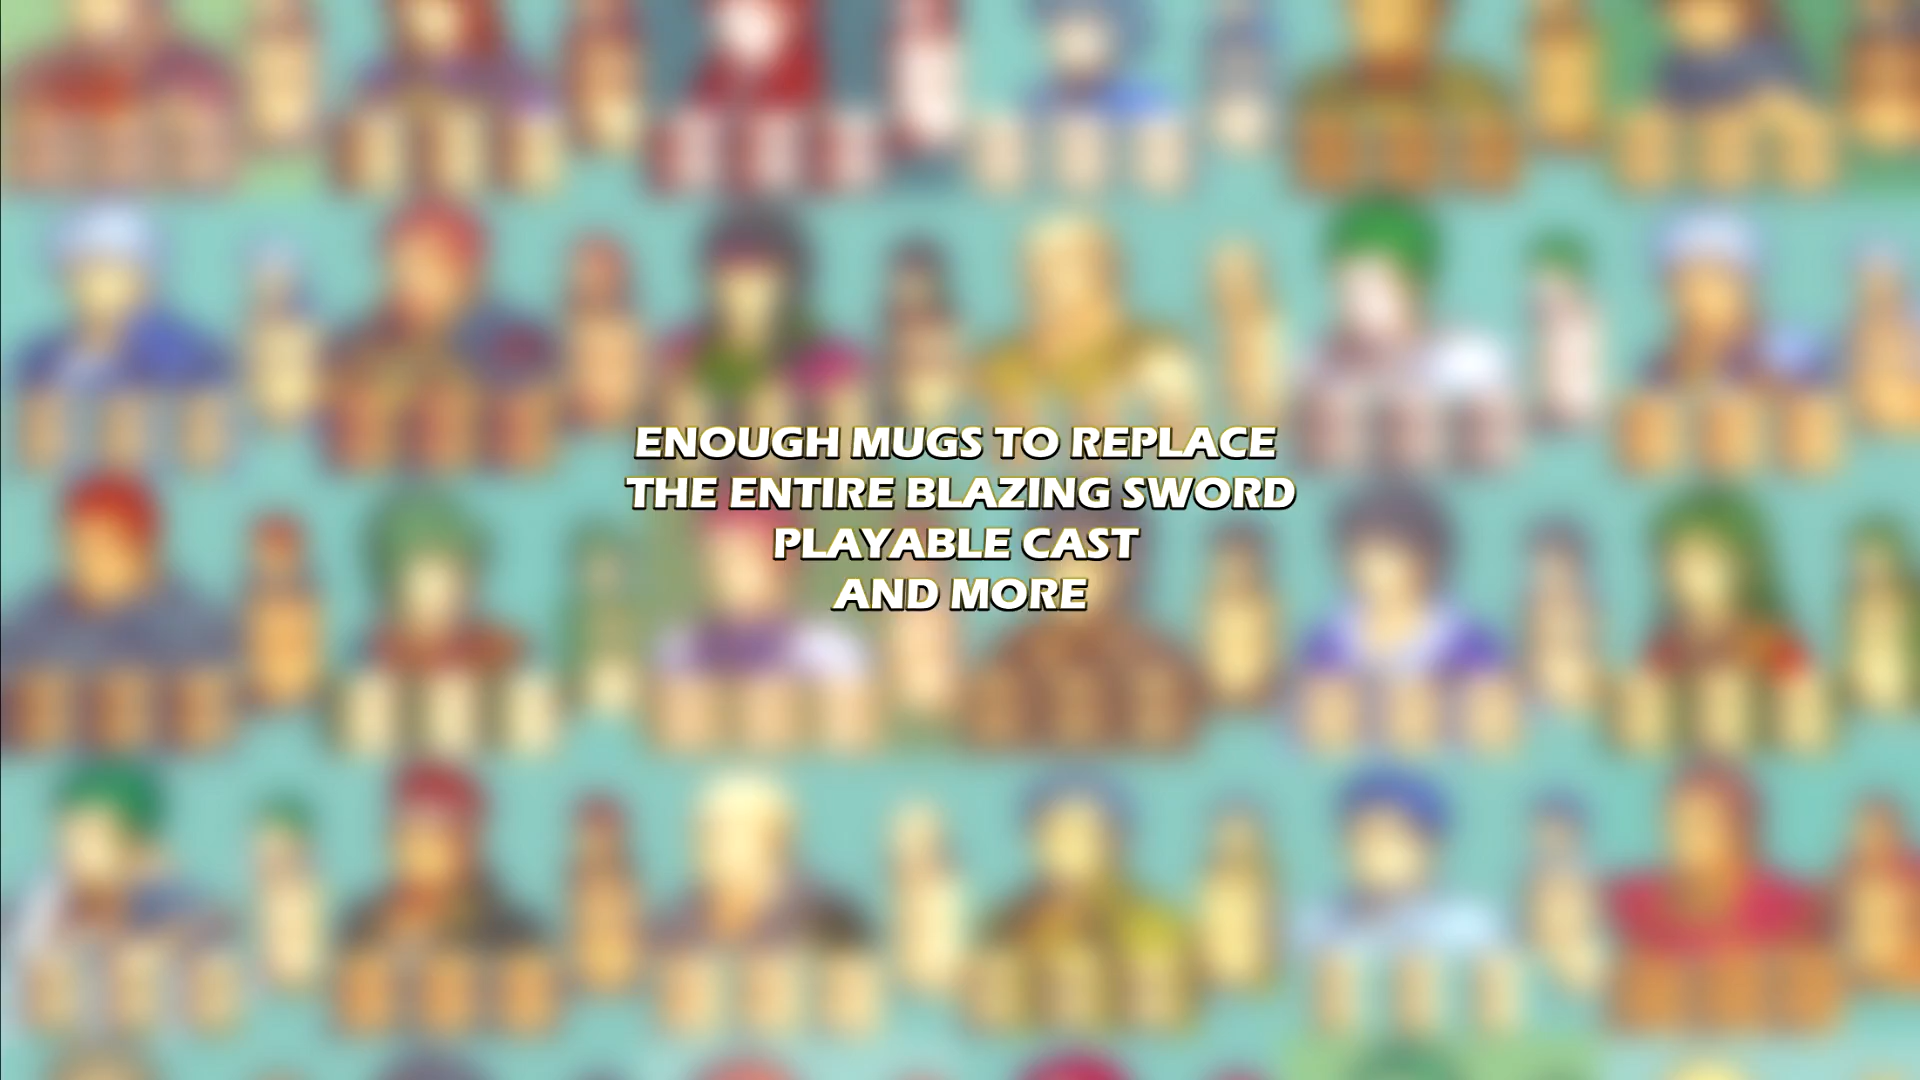 ENOUGH MUGS TO REPLACE
THE ENTIRE BLAZING SWORD
PLAYABLE CAST
AND MORE